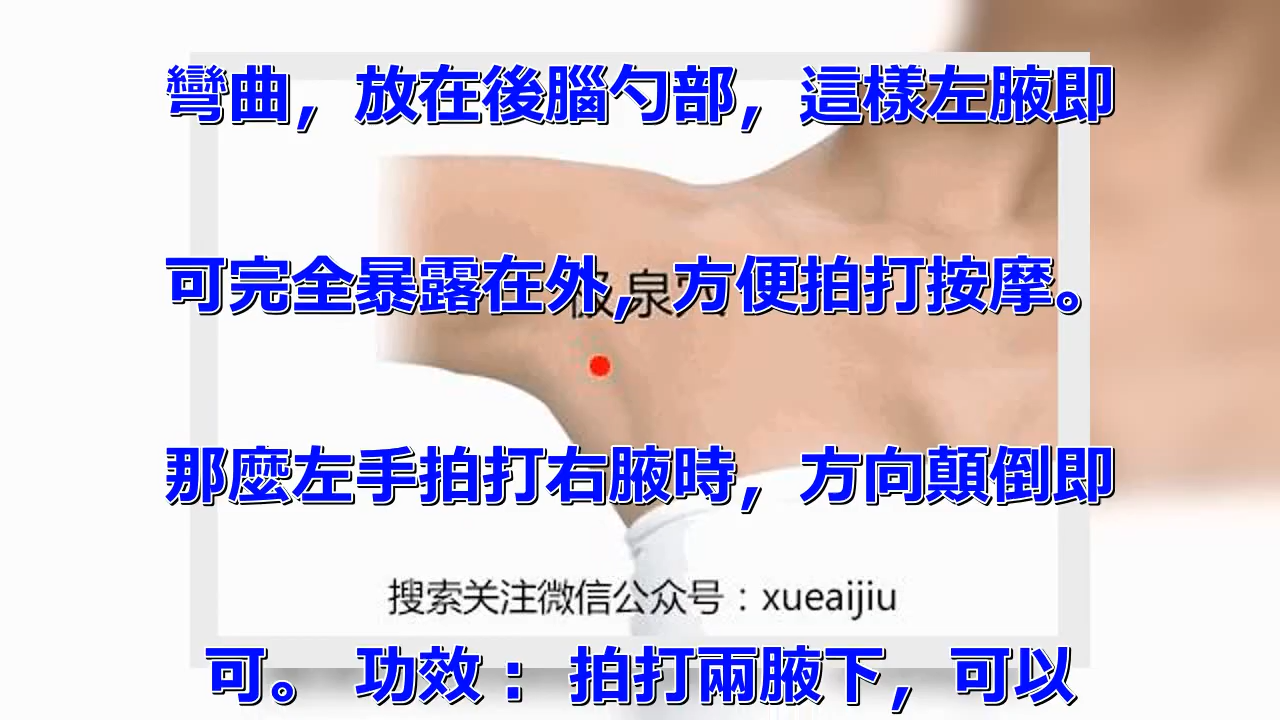 彎曲，放在後腦勺部，這樣左腋即
可完全暴露在外，方便拍打按摩。
泉
那麼左手拍打右腋時，方向顛倒即
搜索关注微信公众号：xueaijiu
可。 功效： 拍打兩腋下，可以